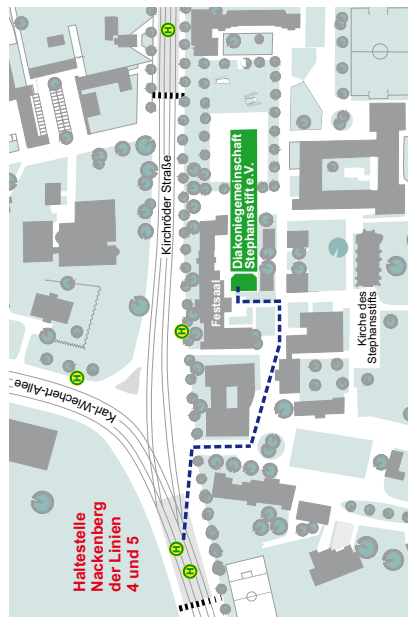 H
Kirchröder Straße
Diakoniegemeinschaft
Stephansstift e.V.
Festsaal
Kirche des
Stephansstifts
H
H
Karl-Wiechert-Allee
Haltestelle
Nackenberg
der Linien
4 und 5
H
H